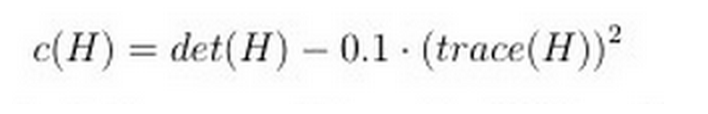 c(H) = det(H) − 0.1 · (trace(H))²